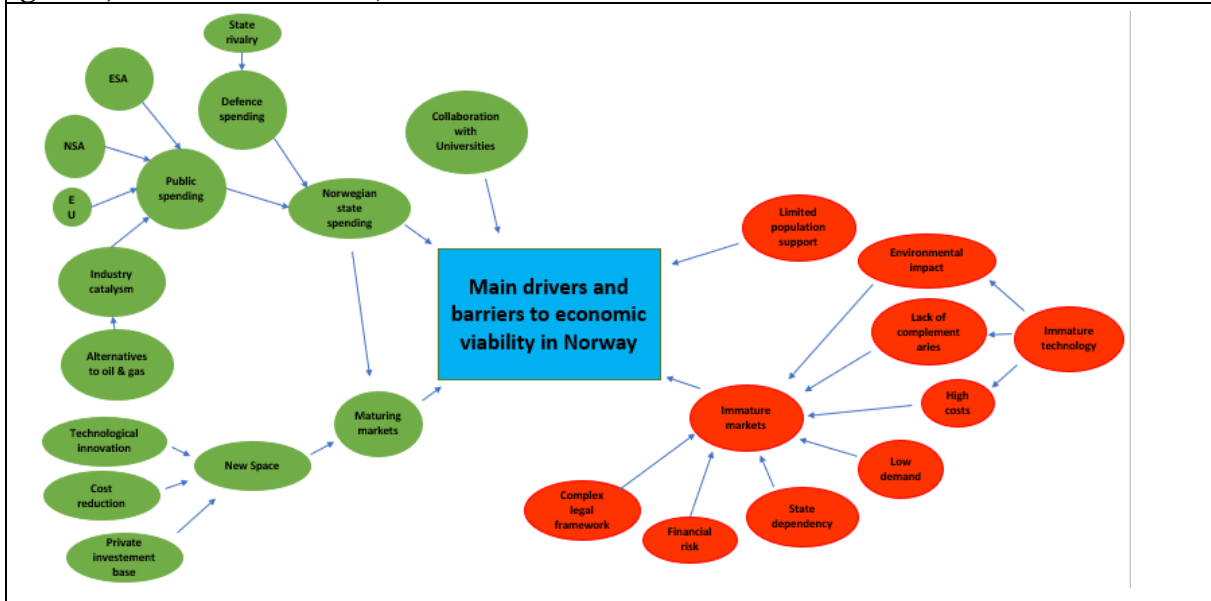 State
rivalry
ESA
Defence
spending
Collaboration
with
Universities
NSA
Public
spending
E
U
Norwegian
state
spending
Limited
population
support
Environmental
impact
Industry
catalysm
Main drivers and
barriers to economic
viability in Norway
Lack of
complement
aries
Immature
technology
Alternatives
to oil & gas
High
costs
Maturing
markets
Immature
markets
Technological
innovation
New Space
Low
demand
Cost
reduction
Complex
legal
framework
State
dependency
Financial
risk
Private
investement
base